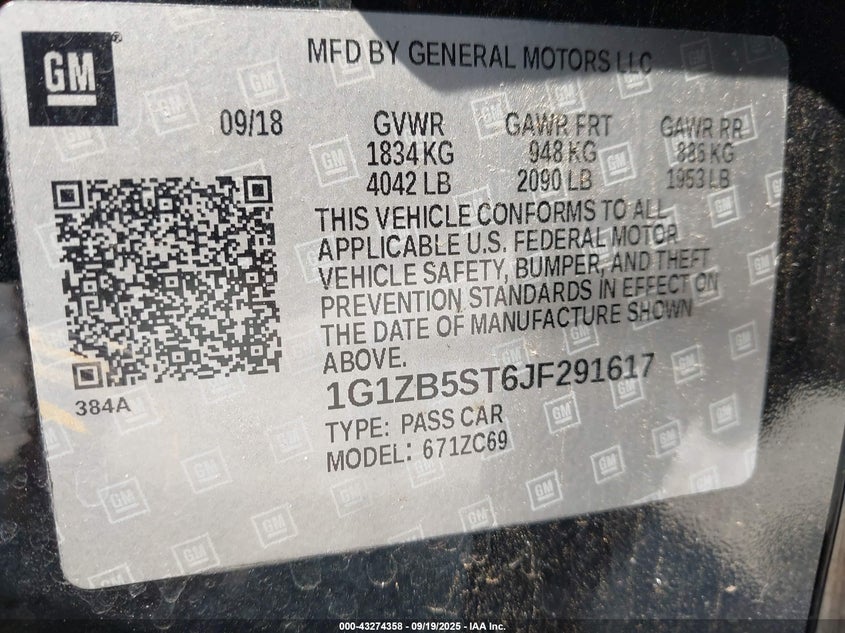 GM
MFD BY GENERAL MOTORS LLC
09/18 GVWR GAWR FRT GAWR RR
1834 KG 948 KG 886 KG
4042 LB 2090 LB 1953 LB
THIS VEHICLE CONFORMS TO ALL
APPLICABLE U.S. FEDERAL MOTOR
VEHICLE SAFETY, BUMPER, AND THEFT
PREVENTION STANDARDS IN EFFECT ON
THE DATE OF MANUFACTURE SHOWN
ABOVE.
384A
1G1ZB5ST6JF291617
TYPE: PASS CAR
MODEL: 671ZC69
000-43274358 - 09/19/2025 - IAA Inc.